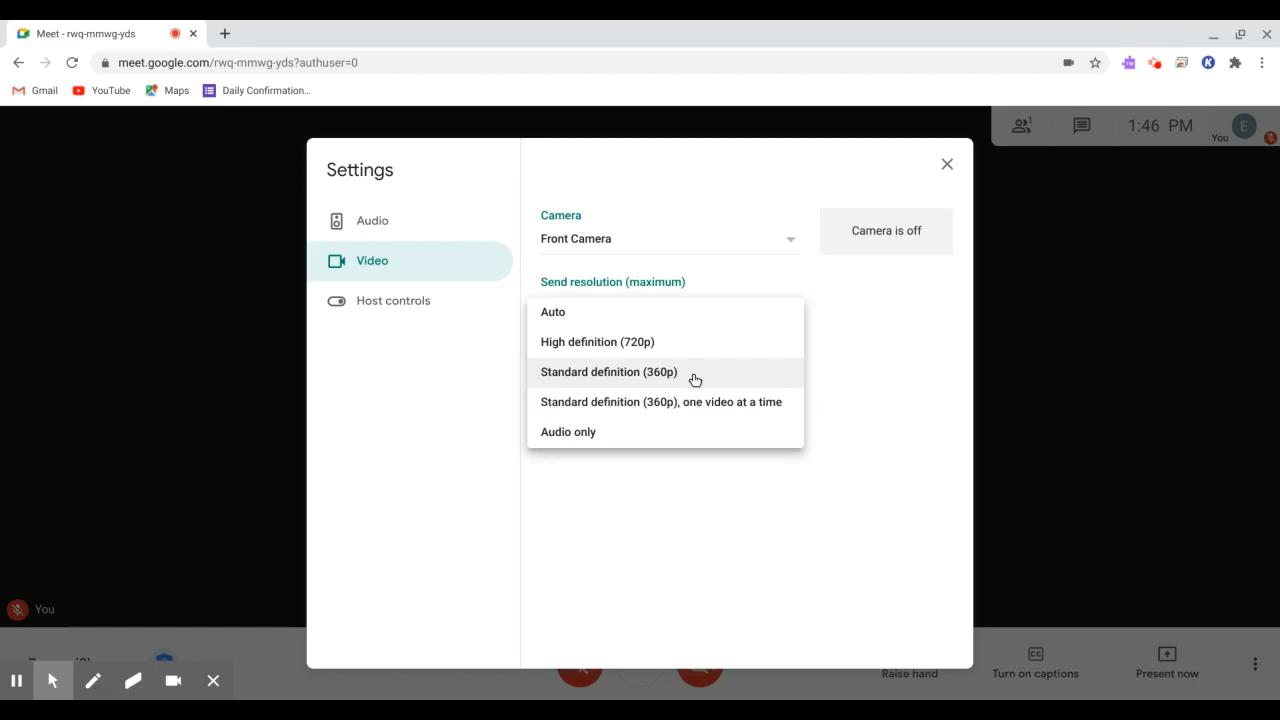 Meet - rwq-mmwg-yds
meet.google.com/rwq-mmwg-yds?authuser=0
Gmail
YouTube
Maps
Daily Confirmation...
1
1:46 PM
You
E
Settings
Audio
Video
Host controls
Camera
Front Camera
Camera is off
Send resolution (maximum)
Auto
High definition (720p)
Standard definition (360p)
Standard definition (360p), one video at a time
Audio only
You
Raise hand
Turn on captions
Present now